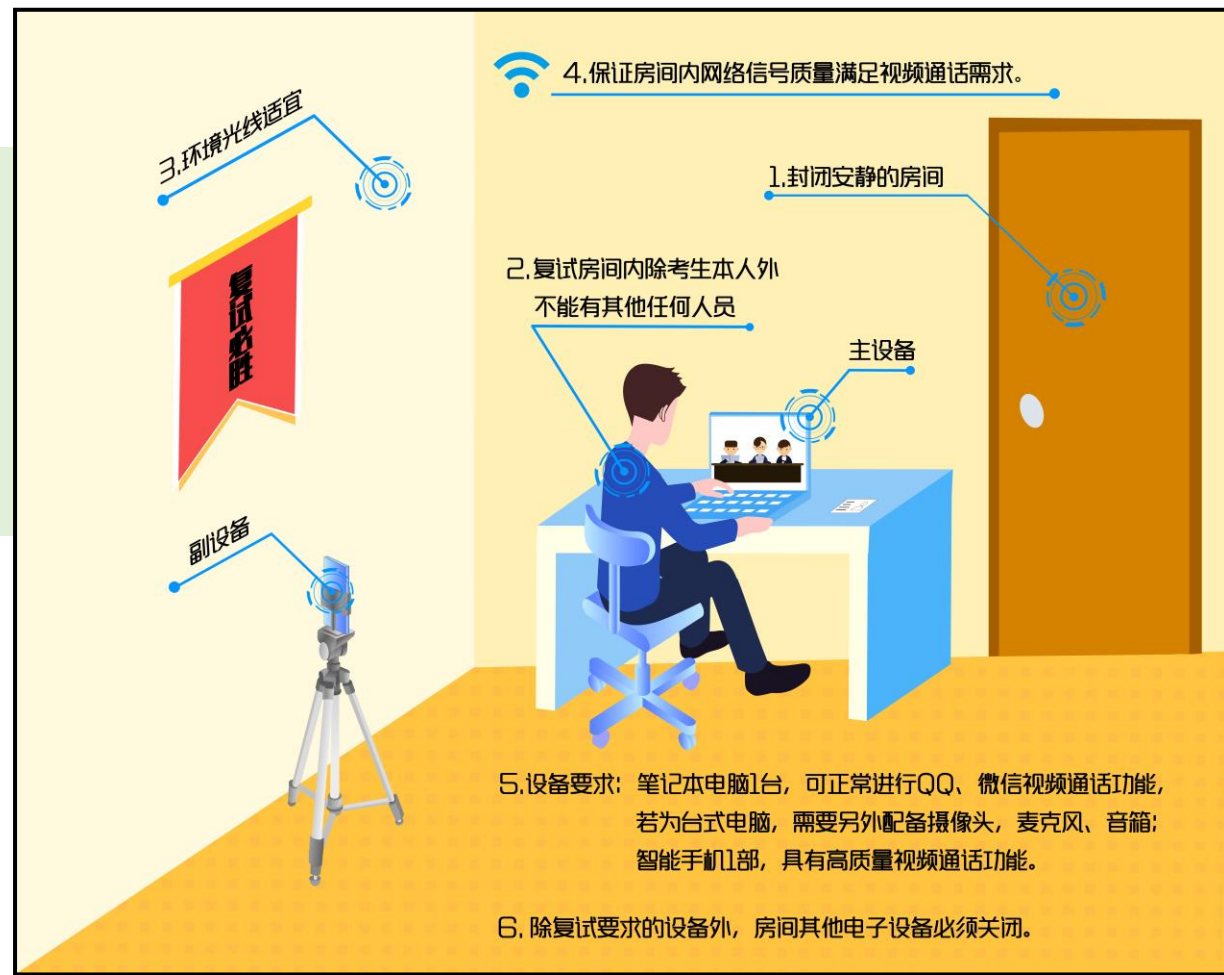 4.保证房间内网络信号质量满足视频通话需求。
3.环境光线适宜
1.封闭安静的房间
复试必胜
2.复试房间内除考生本人外
不能有其他任何人员
主设备
副设备
5.设备要求：笔记本电脑1台，可正常进行QQ、微信视频通话功能，
若为台式电脑，需要另外配备摄像头，麦克风、音箱；
智能手机1部，具有高质量视频通话功能。
6.除复试要求的设备外，房间其他电子设备必须关闭。